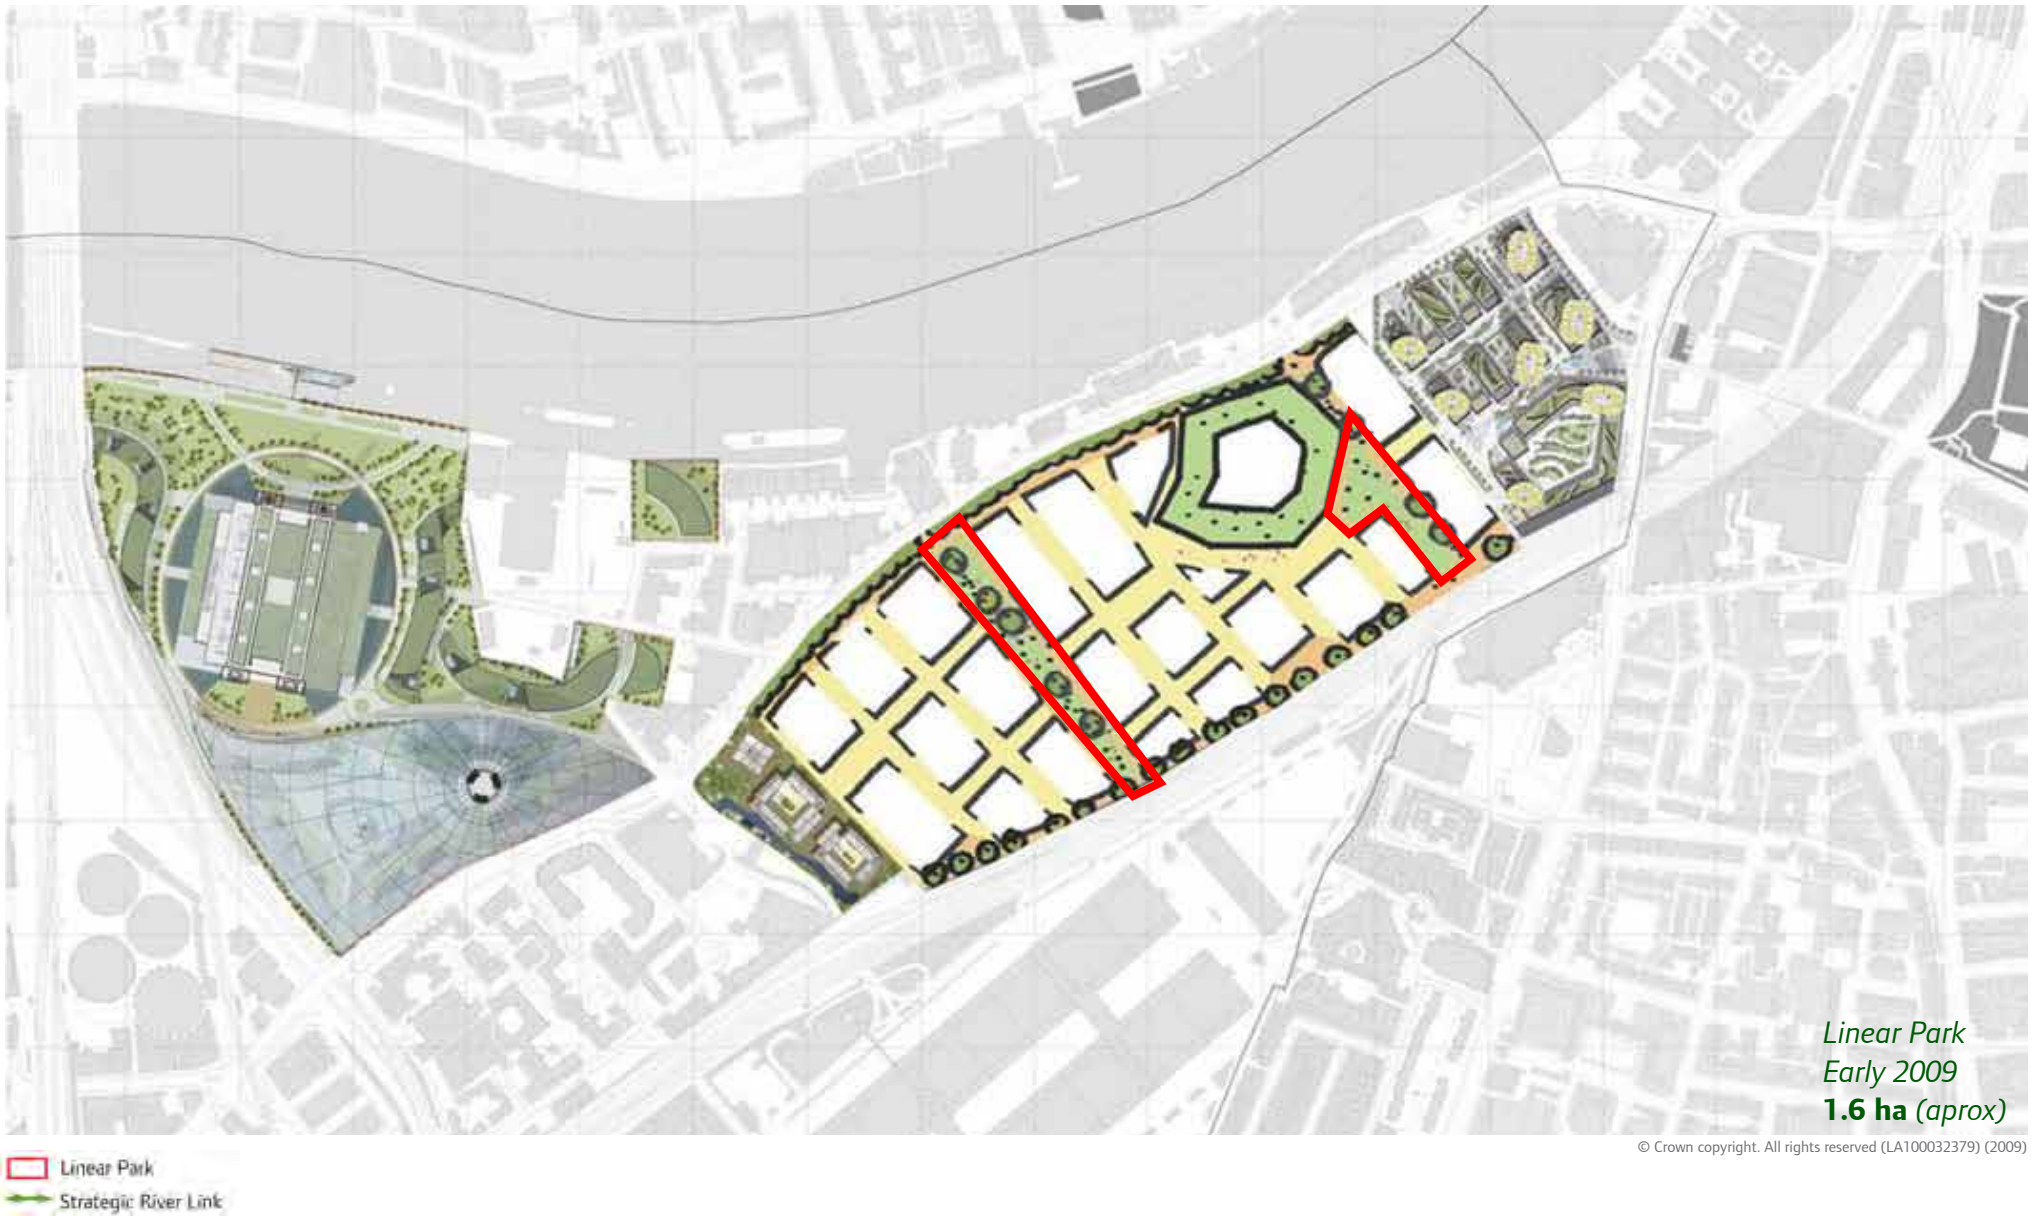 Linear Park
Early 2009
1.6 ha (aprox)
© Crown copyright. All rights reserved (LA100032379) (2009)
Linear Park
Strategic River Link